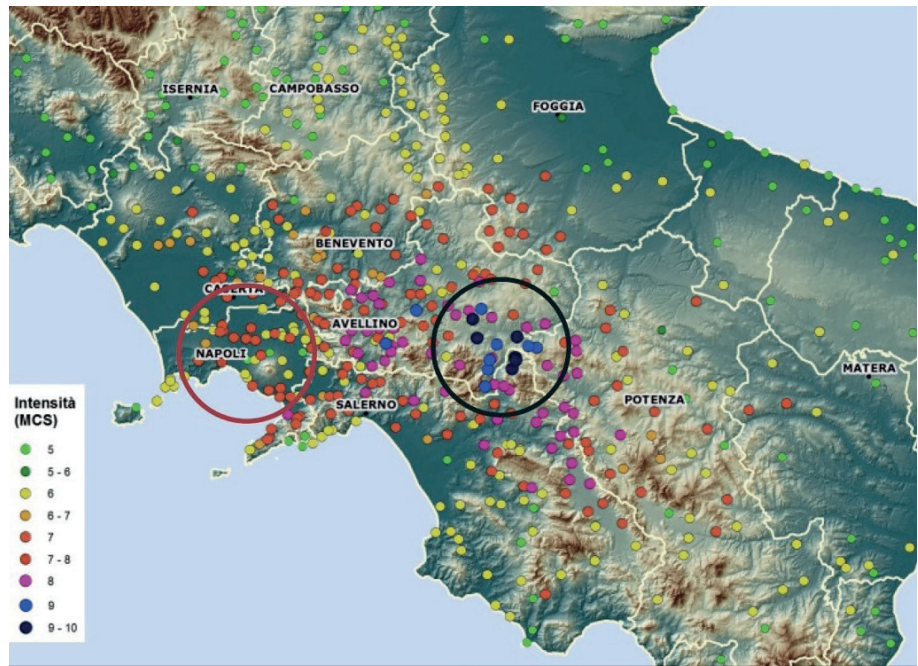 ISERNIA
CAMPOBASSO
FOGGIA
BENEVENTO
CASERTA
AVELLINO
NAPOLI
MATERA
SALERNO
POTENZA
Intensità
(MCS)
5
5 - 6
6
6 - 7
7
7 - 8
8
9
9 - 10